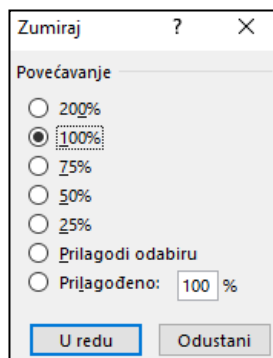 Zumiraj ? ×
Povećavanje
200%
100%
75%
50%
25%
Prilagodi odabiru
Prilagođeno: 100 %
U redu Odustani